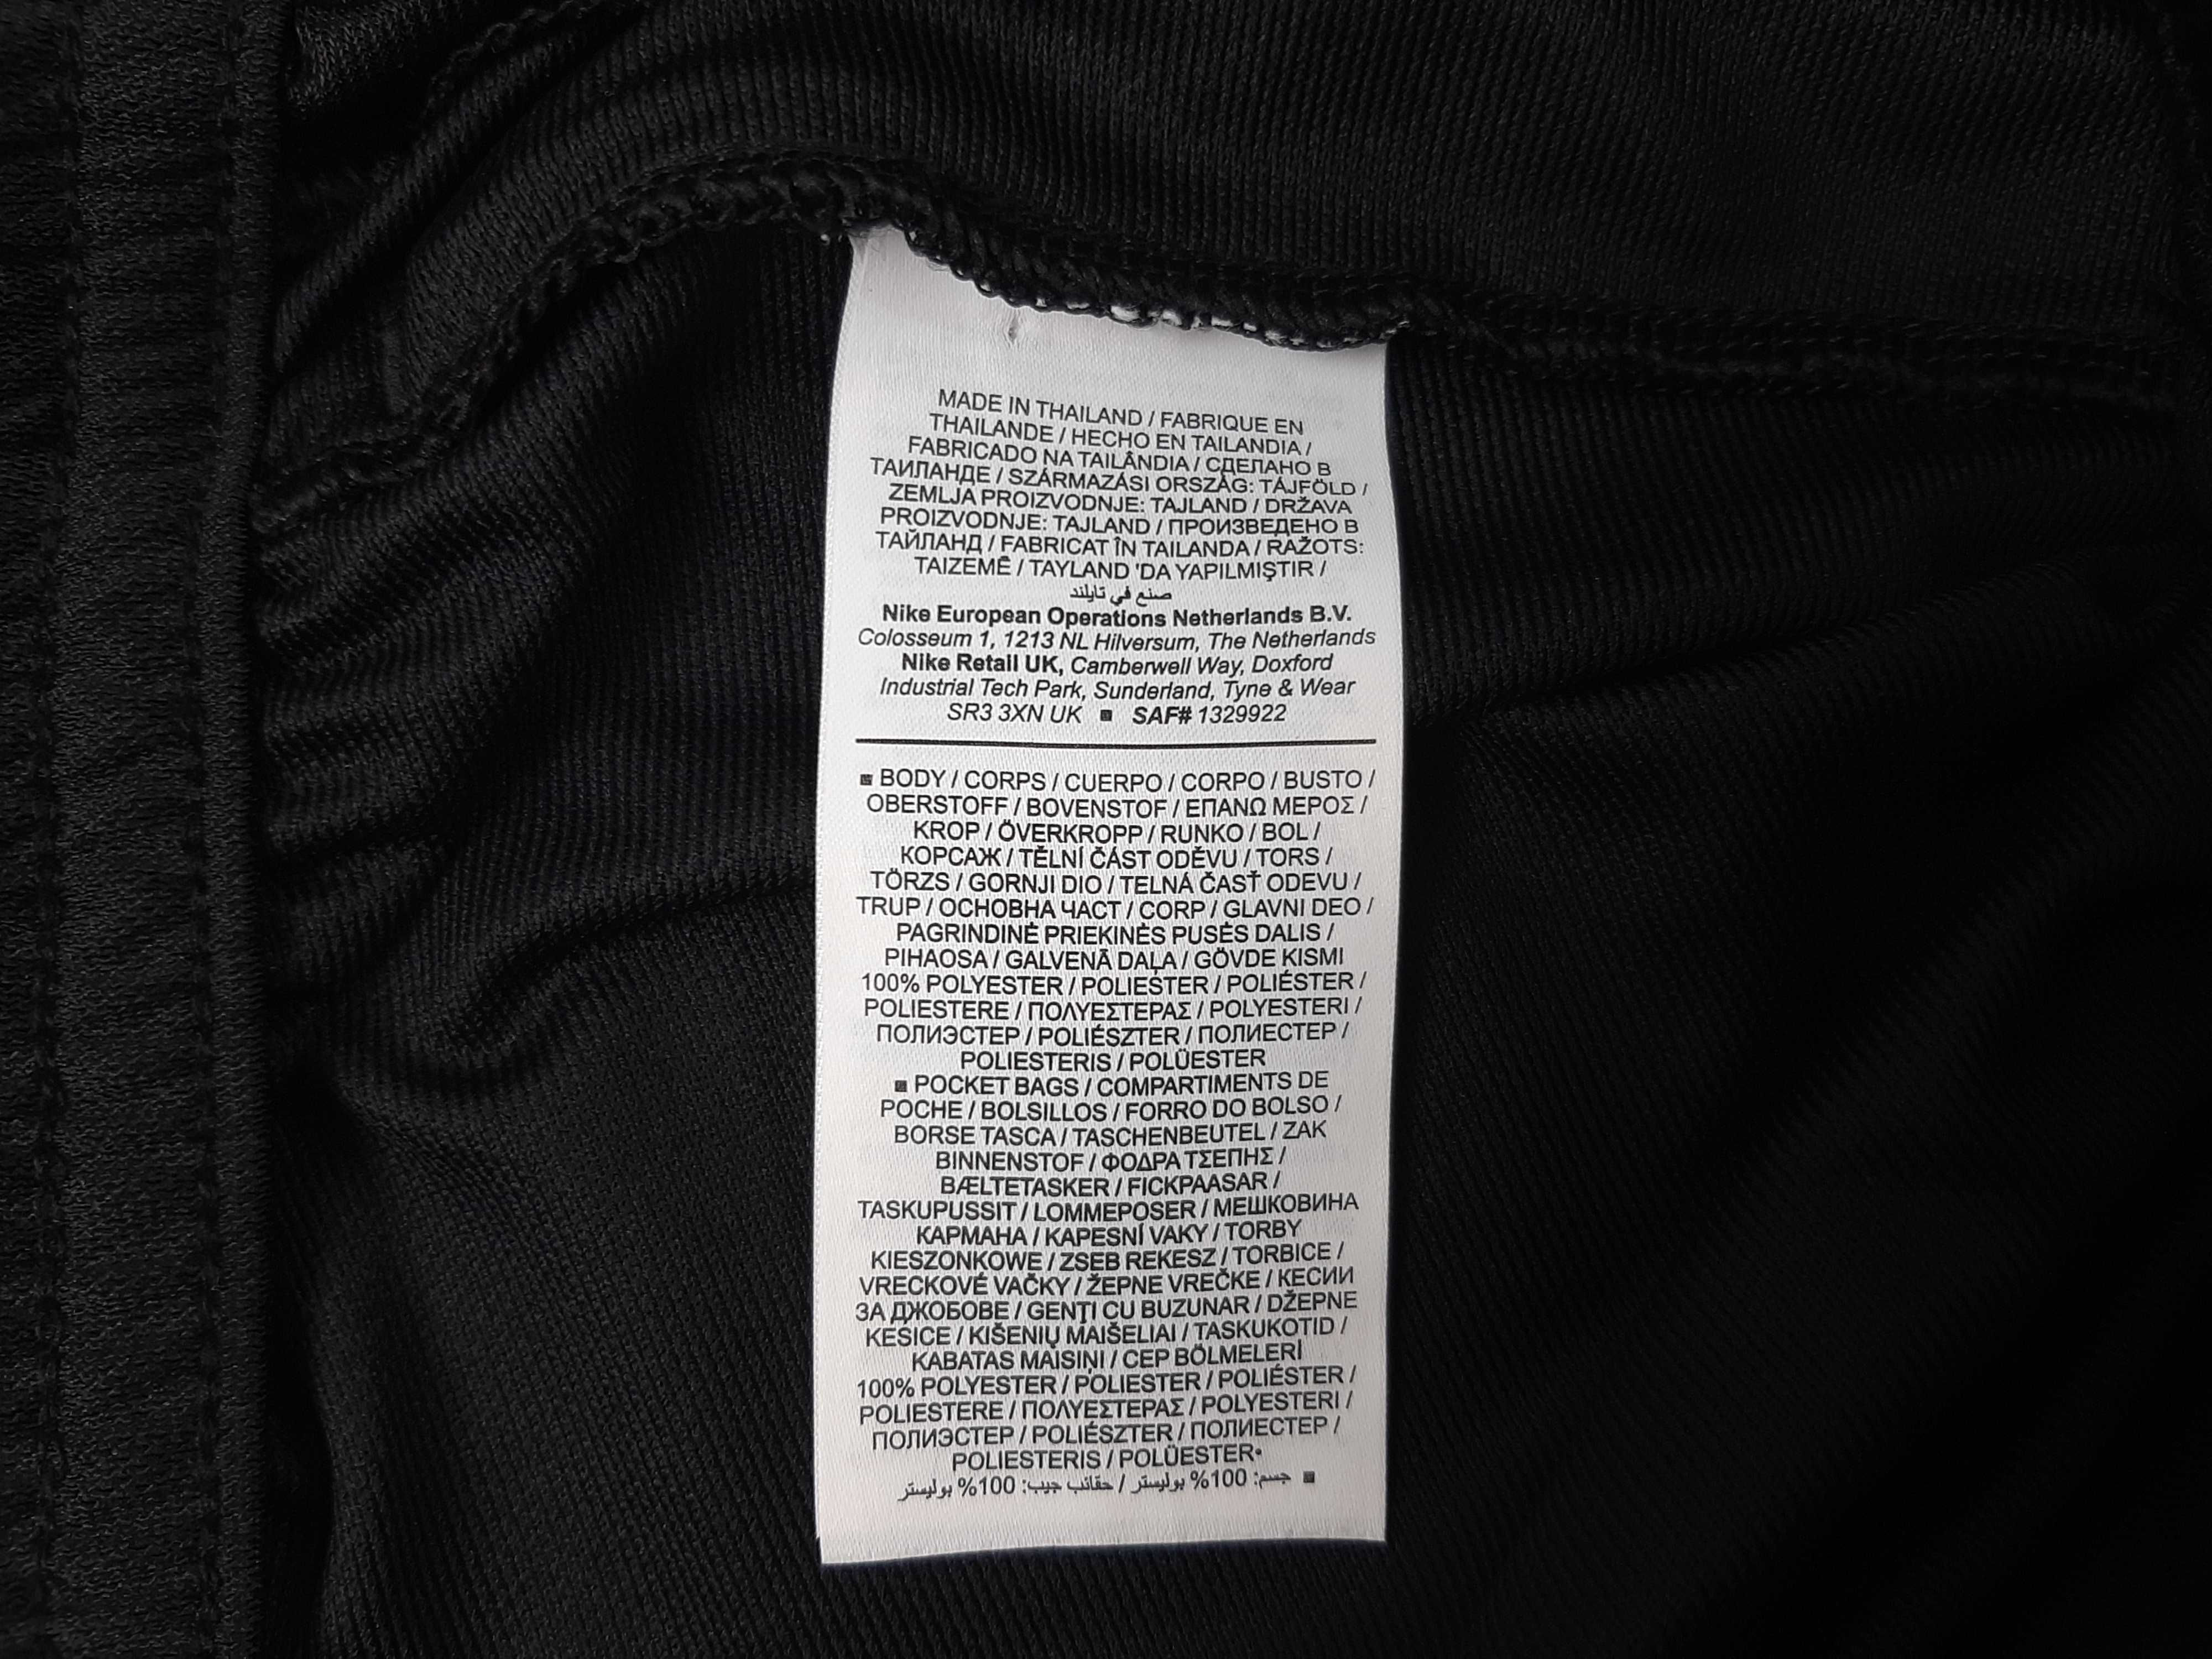 MADE IN THAILAND / FABRIQUE EN
THAILANDE / HECHO EN TAILANDIA /
FABRICADO NA TAILÂNDIA / СДЕЛАНО В
ТАИЛАНДЕ / SZÁRMAZÁSI ORSZÁG: TÁJFÖLD /
ZEMLJA PROIZVODNJE: TAJLAND / DRŽAVA
PROIZVODNJE: TAJLAND / ПРОИЗВЕДЕНО В
ТАЙЛАНД / FABRICAT ÎN TAILANDA / RAŽOTS:
TAIZEMĒ / TAYLAND 'DA YAPILMIŞTIR /
صنع في تايلند
Nike European Operations Netherlands B.V.
Colosseum 1, 1213 NL Hilversum, The Netherlands
Nike Retail UK, Camberwell Way, Doxford
Industrial Tech Park, Sunderland, Tyne & Wear
SR3 3XN UK ■ SAF# 1329922
■ BODY / CORPS / CUERPO / CORPO / BUSTO /
OBERSTOFF / BOVENSTOF / ΕΠΑΝΩ ΜΕΡΟΣ /
KROP / ÖVERKROPP / RUNKO / BOL /
КОРСАЖ / TĚLNÍ ČÁST ODĚVU / TORS /
TÖRZS / GORNJI DIO / TELNÁ ČASŤ ODEVU /
TRUP / ОСНОВНА ЧАСТ / CORP / GLAVNI DEO /
PAGRINDINĖ PRIEKINĖS PUSĖS DALIS /
PIHAOSA / GALVENĀ DAĻA / GÖVDE KISMI
100% POLYESTER / POLIESTER / POLIÉSTER /
POLIESTERE / ΠΟΛΥΕΣΤΕΡΑΣ / POLYESTERI /
ПОЛИЭСТЕР / POLIÉSZTER / ПОЛИЕСТЕР /
POLIESTERIS / POLÜESTER
■ POCKET BAGS / COMPARTIMENTS DE
POCHE / BOLSILLOS / FORRO DO BOLSO /
BORSE TASCA / TASCHENBEUTEL / ZAK
BINNENSTOF / ΦΟΔΡΑ ΤΣΕΠΗΣ /
BÆLTETASKER / FICKPAASAR /
TASKUPUSSIT / LOMMEPOSER / МЕШКОВИНА
КАРМАНА / KAPESNÍ VAKY / TORBY
KIESZONKOWE / ZSEB REKESZ / TORBICE /
VRECKOVÉ VAČKY / ŽEPNE VREČKE / КЕСИИ
ЗА ДЖОБОВЕ / GENŢI CU BUZUNAR / DŽEPNE
KESICE / KIŠENIŲ MAIŠELIAI / TASKUKOTID /
KABATAS MAISIŅI / CEP BÖLMELERİ
100% POLYESTER / POLIESTER / POLIÉSTER /
POLIESTERE / ΠΟΛΥΕΣΤΕΡΑΣ / POLYESTERI /
ПОЛИЭСТЕР / POLIÉSZTER / ПОЛИЕСТЕР /
POLIESTERIS / POLÜESTER•
■ جسم: 100% بوليستر / حقائب جيب: 100% بوليستر